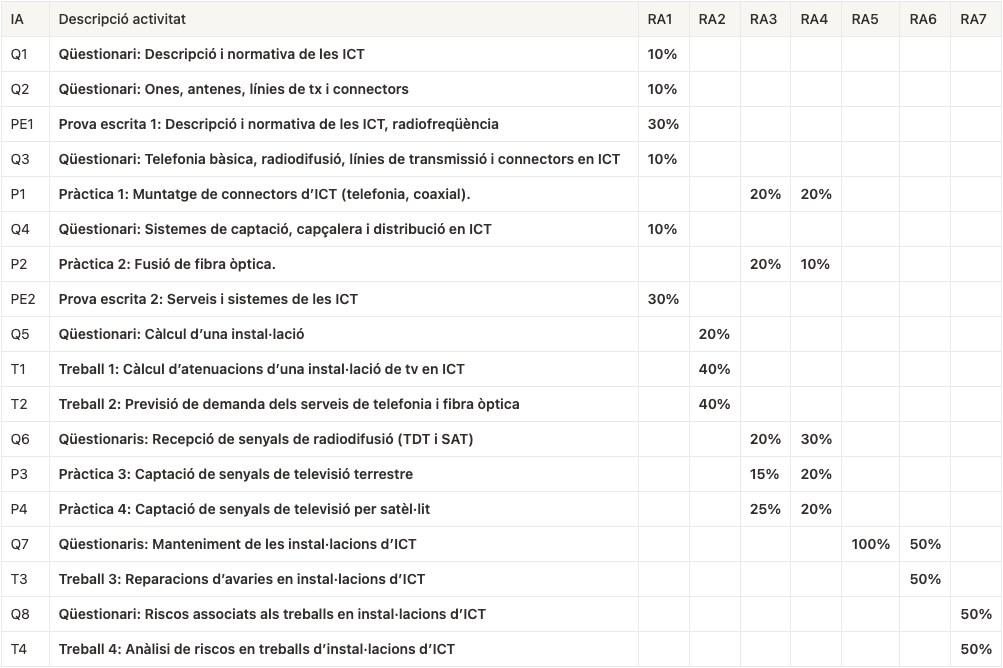 IA Descripció activitat RA1 RA2 RA3 RA4 RA5 RA6 RA7
Q1 Qüestionari: Descripció i normativa de les ICT 10%
Q2 Qüestionari: Ones, antenes, línies de tx i connectors 10%
PE1 Prova escrita 1: Descripció i normativa de les ICT, radiofreqüència 30%
Q3 Qüestionari: Telefonia bàsica, radiodifusió, línies de transmissió i connectors en ICT 10%
P1 Pràctica 1: Muntatge de connectors d’ICT (telefonia, coaxial). 20% 20%
Q4 Qüestionari: Sistemes de captació, capçalera i distribució en ICT 10%
P2 Pràctica 2: Fusió de fibra òptica. 20% 10%
PE2 Prova escrita 2: Serveis i sistemes de les ICT 30%
Q5 Qüestionari: Càlcul d’una instal·lació 20%
T1 Treball 1: Càlcul d’atenuacions d’una instal·lació de tv en ICT 40%
T2 Treball 2: Previsió de demanda dels serveis de telefonia i fibra òptica 40%
Q6 Qüestionaris: Recepció de senyals de radiodifusió (TDT i SAT) 20% 30%
P3 Pràctica 3: Captació de senyals de televisió terrestre 15% 20%
P4 Pràctica 4: Captació de senyals de televisió per satèl·lit 25% 20%
Q7 Qüestionaris: Manteniment de les instal·lacions d’ICT 100% 50%
T3 Treball 3: Reparacions d’avaries en instal·lacions d’ICT 50%
Q8 Qüestionari: Riscos associats als treballs en instal·lacions d’ICT 50%
T4 Treball 4: Anàlisi de riscos en treballs d’instal·lacions d’ICT 50%